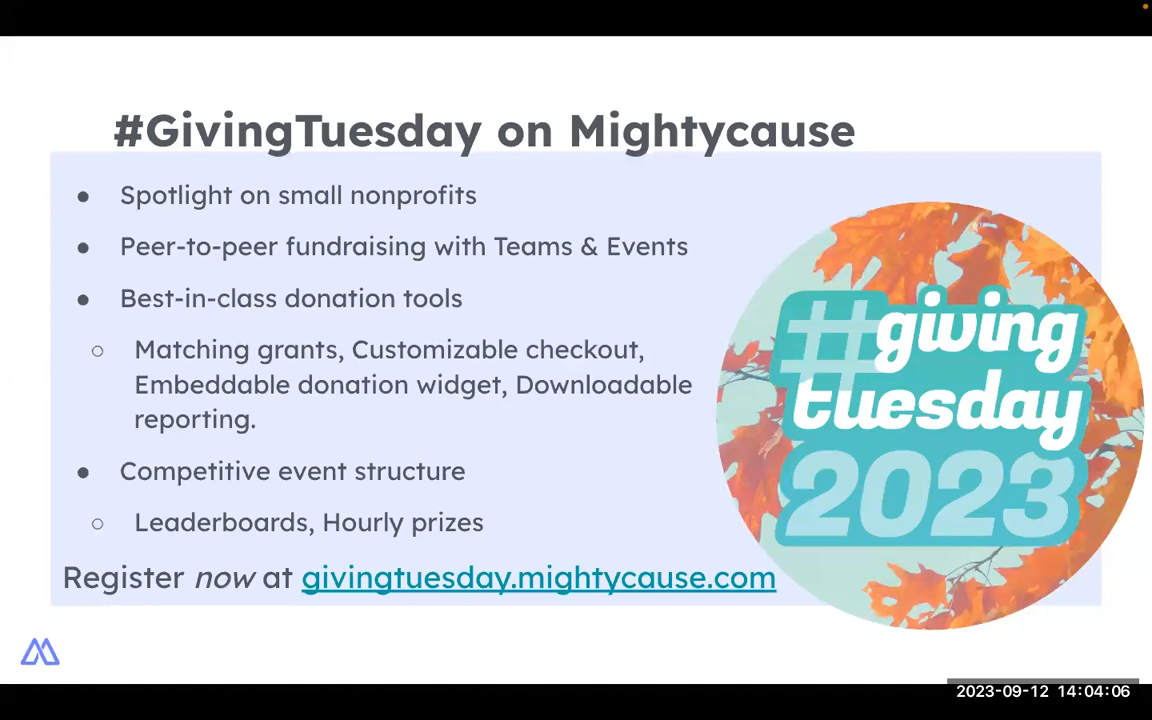 #GivingTuesday on Mightycause
● Spotlight on small nonprofits
● Peer-to-peer fundraising with Teams & Events
● Best-in-class donation tools
○ Matching grants, Customizable checkout,
Embeddable donation widget, Downloadable
reporting.
● Competitive event structure
○ Leaderboards, Hourly prizes
Register now at givingtuesday.mightycause.com
#giving
tuesday
2023
2023-09-12 14:04:06